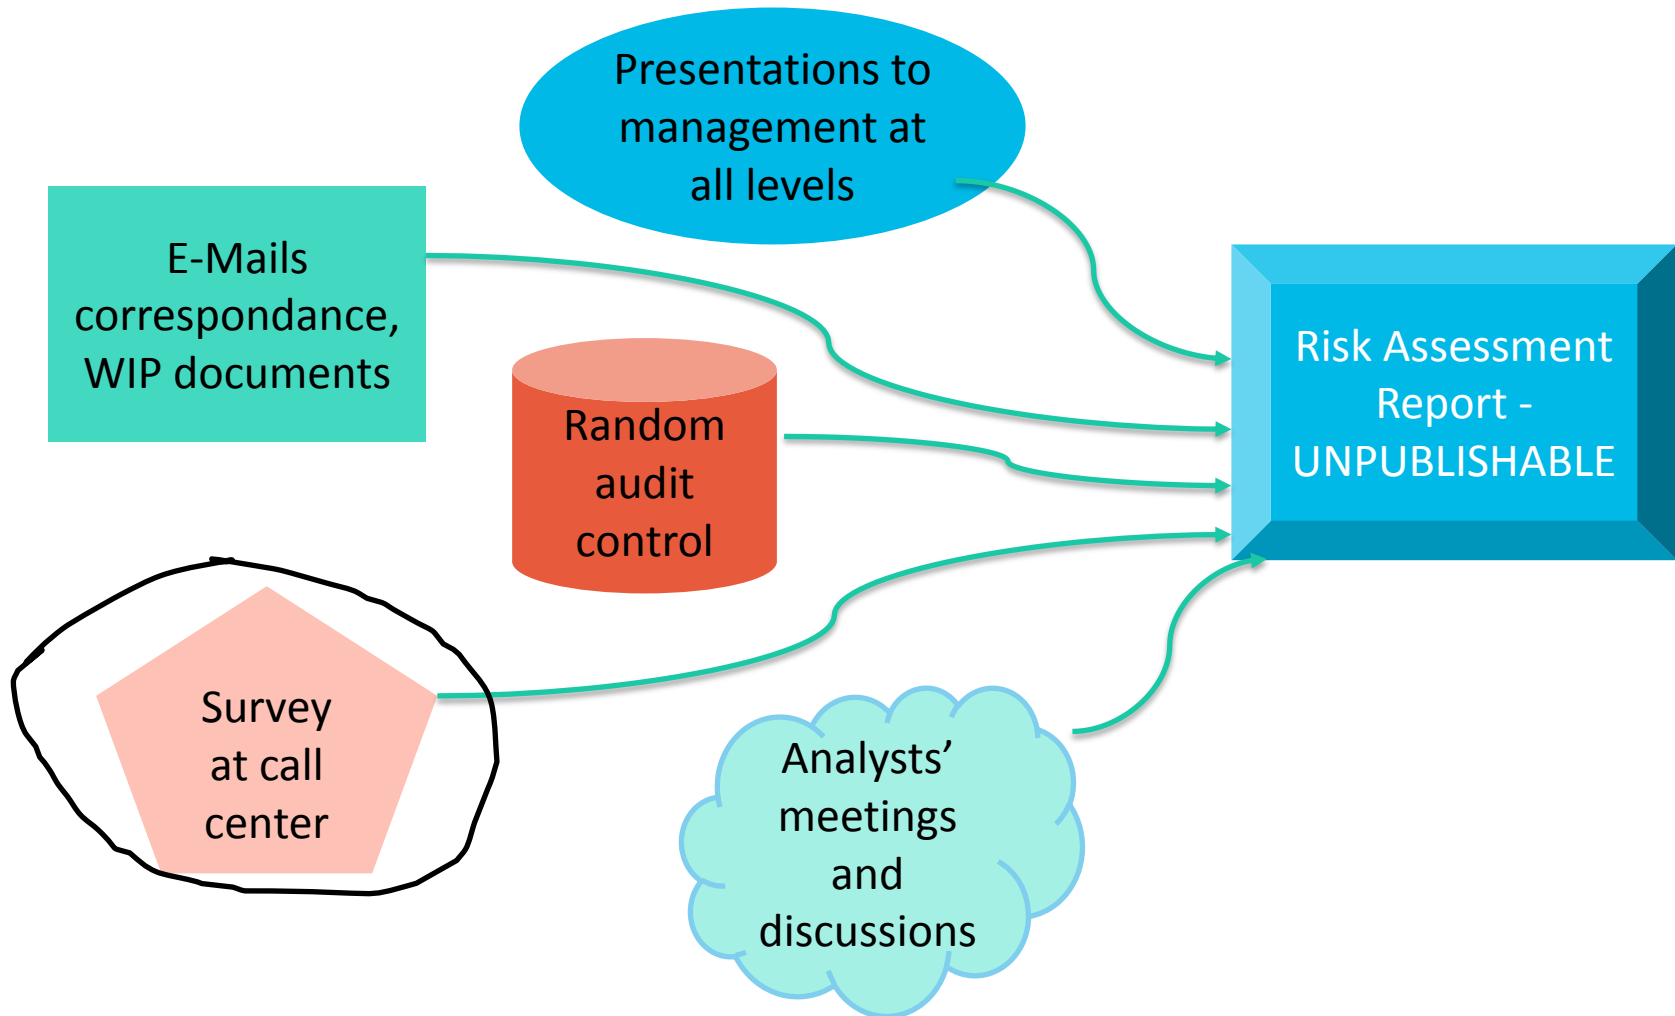 Presentations to
management at
all levels
E-Mails
correspondance,
WIP documents
Random
audit
control
Risk Assessment
Report -
UNPUBLISHABLE
Survey
at call
center
Analysts’
meetings
and
discussions